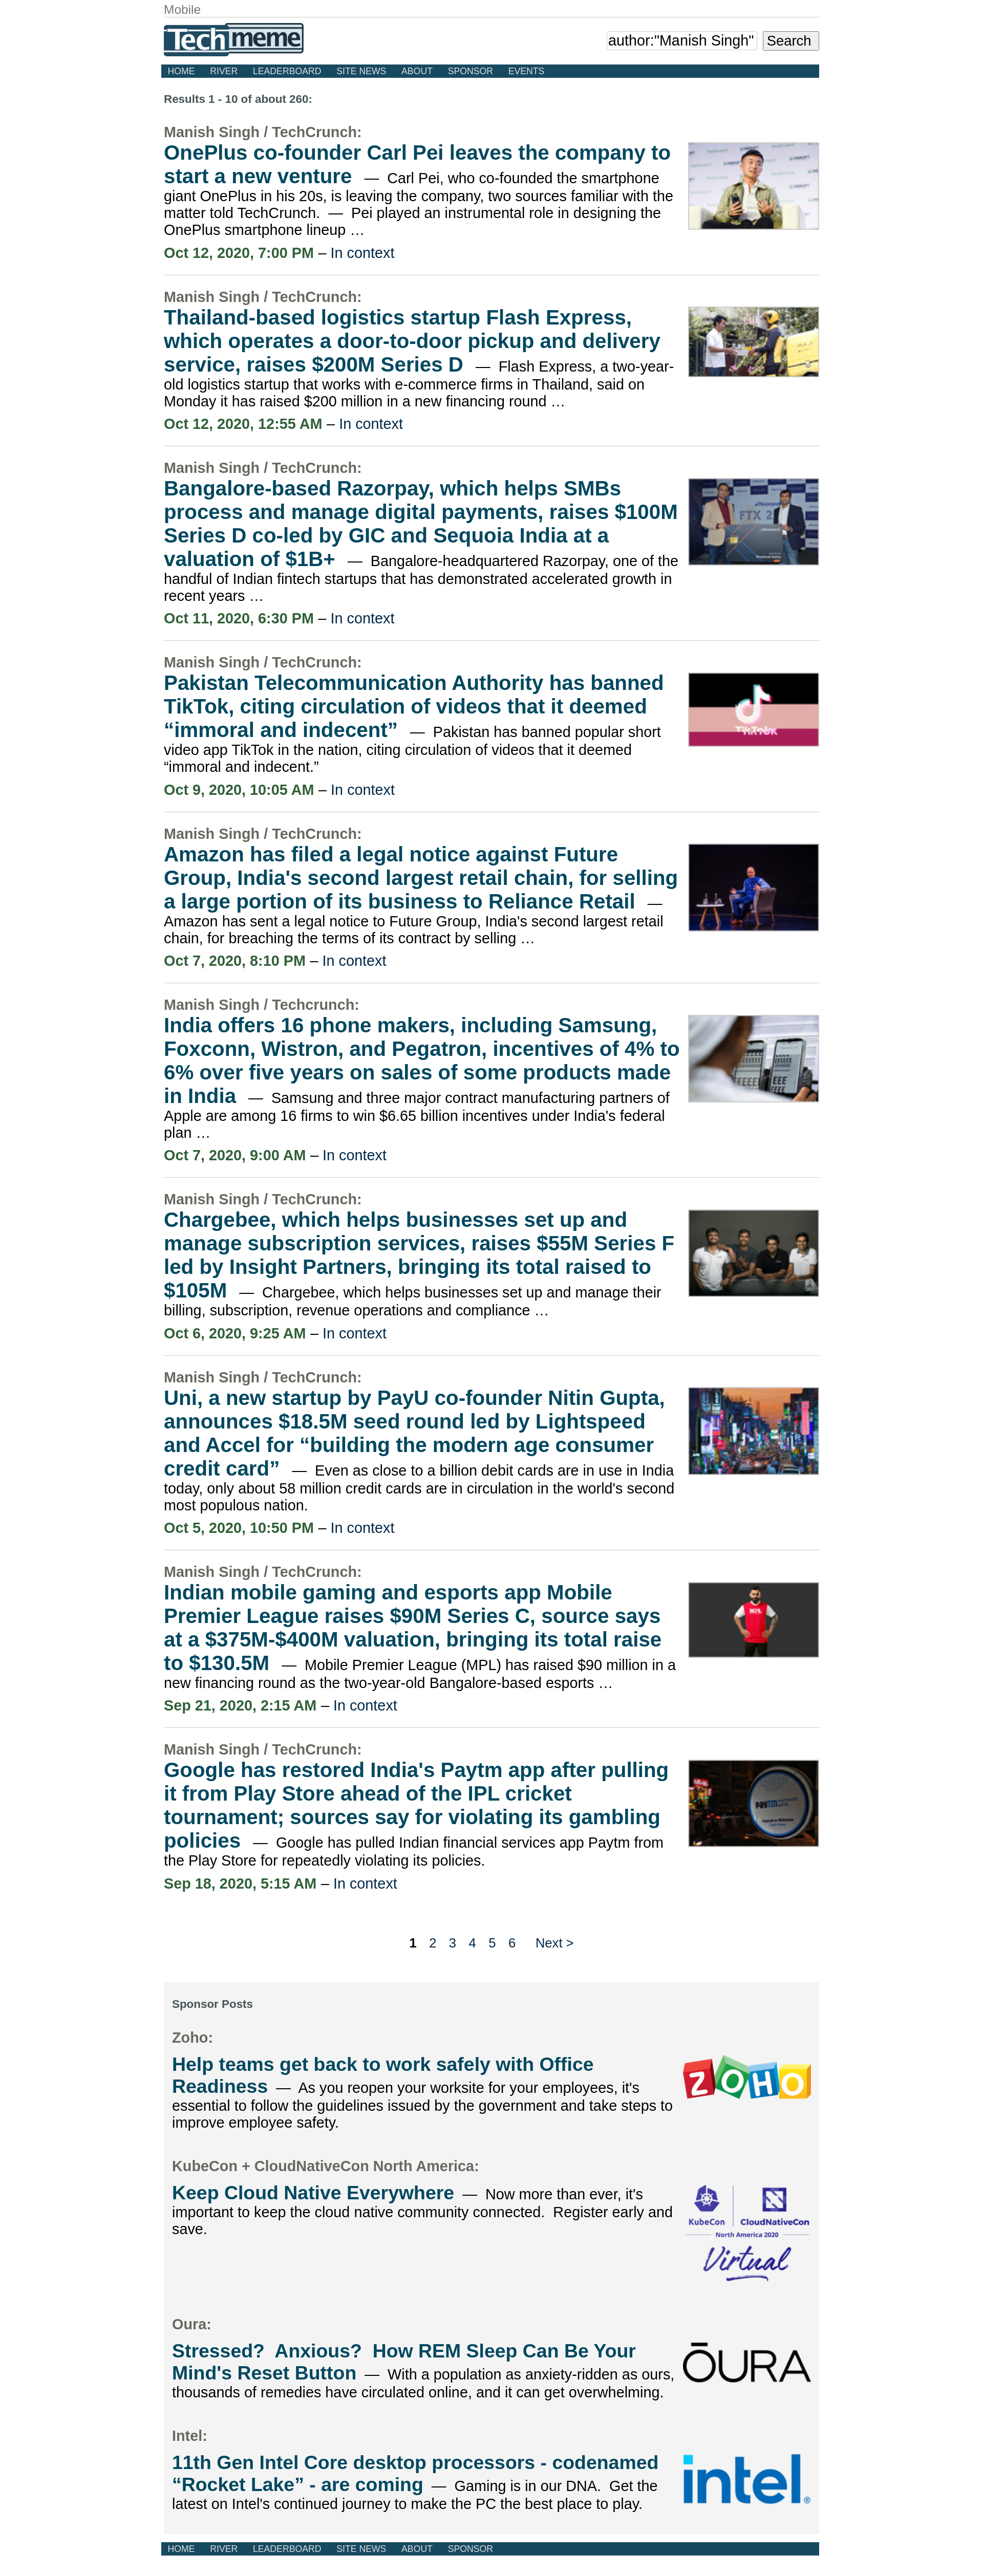 Mobile
Techmeme
author:"Manish Singh" Search
HOME RIVER LEADERBOARD SITE NEWS ABOUT SPONSOR EVENTS
Results 1 - 10 of about 260:
Manish Singh / TechCrunch:
OnePlus co-founder Carl Pei leaves the company to
start a new venture — Carl Pei, who co-founded the smartphone
giant OnePlus in his 20s, is leaving the company, two sources familiar with the
matter told TechCrunch. — Pei played an instrumental role in designing the
OnePlus smartphone lineup …
Oct 12, 2020, 7:00 PM – In context
Manish Singh / TechCrunch:
Thailand-based logistics startup Flash Express,
which operates a door-to-door pickup and delivery
service, raises $200M Series D — Flash Express, a two-year-
old logistics startup that works with e-commerce firms in Thailand, said on
Monday it has raised $200 million in a new financing round …
Oct 12, 2020, 12:55 AM – In context
Manish Singh / TechCrunch:
Bangalore-based Razorpay, which helps SMBs
process and manage digital payments, raises $100M
Series D co-led by GIC and Sequoia India at a
valuation of $1B+ — Bangalore-headquartered Razorpay, one of the
handful of Indian fintech startups that has demonstrated accelerated growth in
recent years …
FTX 2
Oct 11, 2020, 6:30 PM – In context
Manish Singh / TechCrunch:
Pakistan Telecommunication Authority has banned
TikTok, citing circulation of videos that it deemed
“immoral and indecent” — Pakistan has banned popular short
video app TikTok in the nation, citing circulation of videos that it deemed
“immoral and indecent.”
TikTok
Oct 9, 2020, 10:05 AM – In context
Manish Singh / TechCrunch:
Amazon has filed a legal notice against Future
Group, India's second largest retail chain, for selling
a large portion of its business to Reliance Retail —
Amazon has sent a legal notice to Future Group, India's second largest retail
chain, for breaching the terms of its contract by selling …
Oct 7, 2020, 8:10 PM – In context
Manish Singh / Techcrunch:
India offers 16 phone makers, including Samsung,
Foxconn, Wistron, and Pegatron, incentives of 4% to
6% over five years on sales of some products made
in India — Samsung and three major contract manufacturing partners of
Apple are among 16 firms to win $6.65 billion incentives under India's federal
plan …
Oct 7, 2020, 9:00 AM – In context
Manish Singh / TechCrunch:
Chargebee, which helps businesses set up and
manage subscription services, raises $55M Series F
led by Insight Partners, bringing its total raised to
$105M — Chargebee, which helps businesses set up and manage their
billing, subscription, revenue operations and compliance …
Oct 6, 2020, 9:25 AM – In context
Manish Singh / TechCrunch:
Uni, a new startup by PayU co-founder Nitin Gupta,
announces $18.5M seed round led by Lightspeed
and Accel for “building the modern age consumer
credit card” — Even as close to a billion debit cards are in use in India
today, only about 58 million credit cards are in circulation in the world's second
most populous nation.
Oct 5, 2020, 10:50 PM – In context
Manish Singh / TechCrunch:
Indian mobile gaming and esports app Mobile
Premier League raises $90M Series C, source says
at a $375M-$400M valuation, bringing its total raise
to $130.5M — Mobile Premier League (MPL) has raised $90 million in a
new financing round as the two-year-old Bangalore-based esports …
MPL
Sep 21, 2020, 2:15 AM – In context
Manish Singh / TechCrunch:
Google has restored India's Paytm app after pulling
it from Play Store ahead of the IPL cricket
tournament; sources say for violating its gambling
policies — Google has pulled Indian financial services app Paytm from
the Play Store for repeatedly violating its policies.
paytm
Sep 18, 2020, 5:15 AM – In context
1 2 3 4 5 6 Next >
Sponsor Posts
Zoho:
Help teams get back to work safely with Office
Readiness — As you reopen your worksite for your employees, it's
essential to follow the guidelines issued by the government and take steps to
improve employee safety.
ZOHO
KubeCon + CloudNativeCon North America:
Keep Cloud Native Everywhere — Now more than ever, it's
important to keep the cloud native community connected. Register early and
save.
KubeCon CloudNativeCon
North America 2020
Virtual
Oura:
Stressed? Anxious? How REM Sleep Can Be Your
Mind's Reset Button — With a population as anxiety-ridden as ours,
thousands of remedies have circulated online, and it can get overwhelming.
ŌURA
Intel:
11th Gen Intel Core desktop processors - codenamed
“Rocket Lake” - are coming — Gaming is in our DNA. Get the
latest on Intel's continued journey to make the PC the best place to play.
intel®
HOME RIVER LEADERBOARD SITE NEWS ABOUT SPONSOR